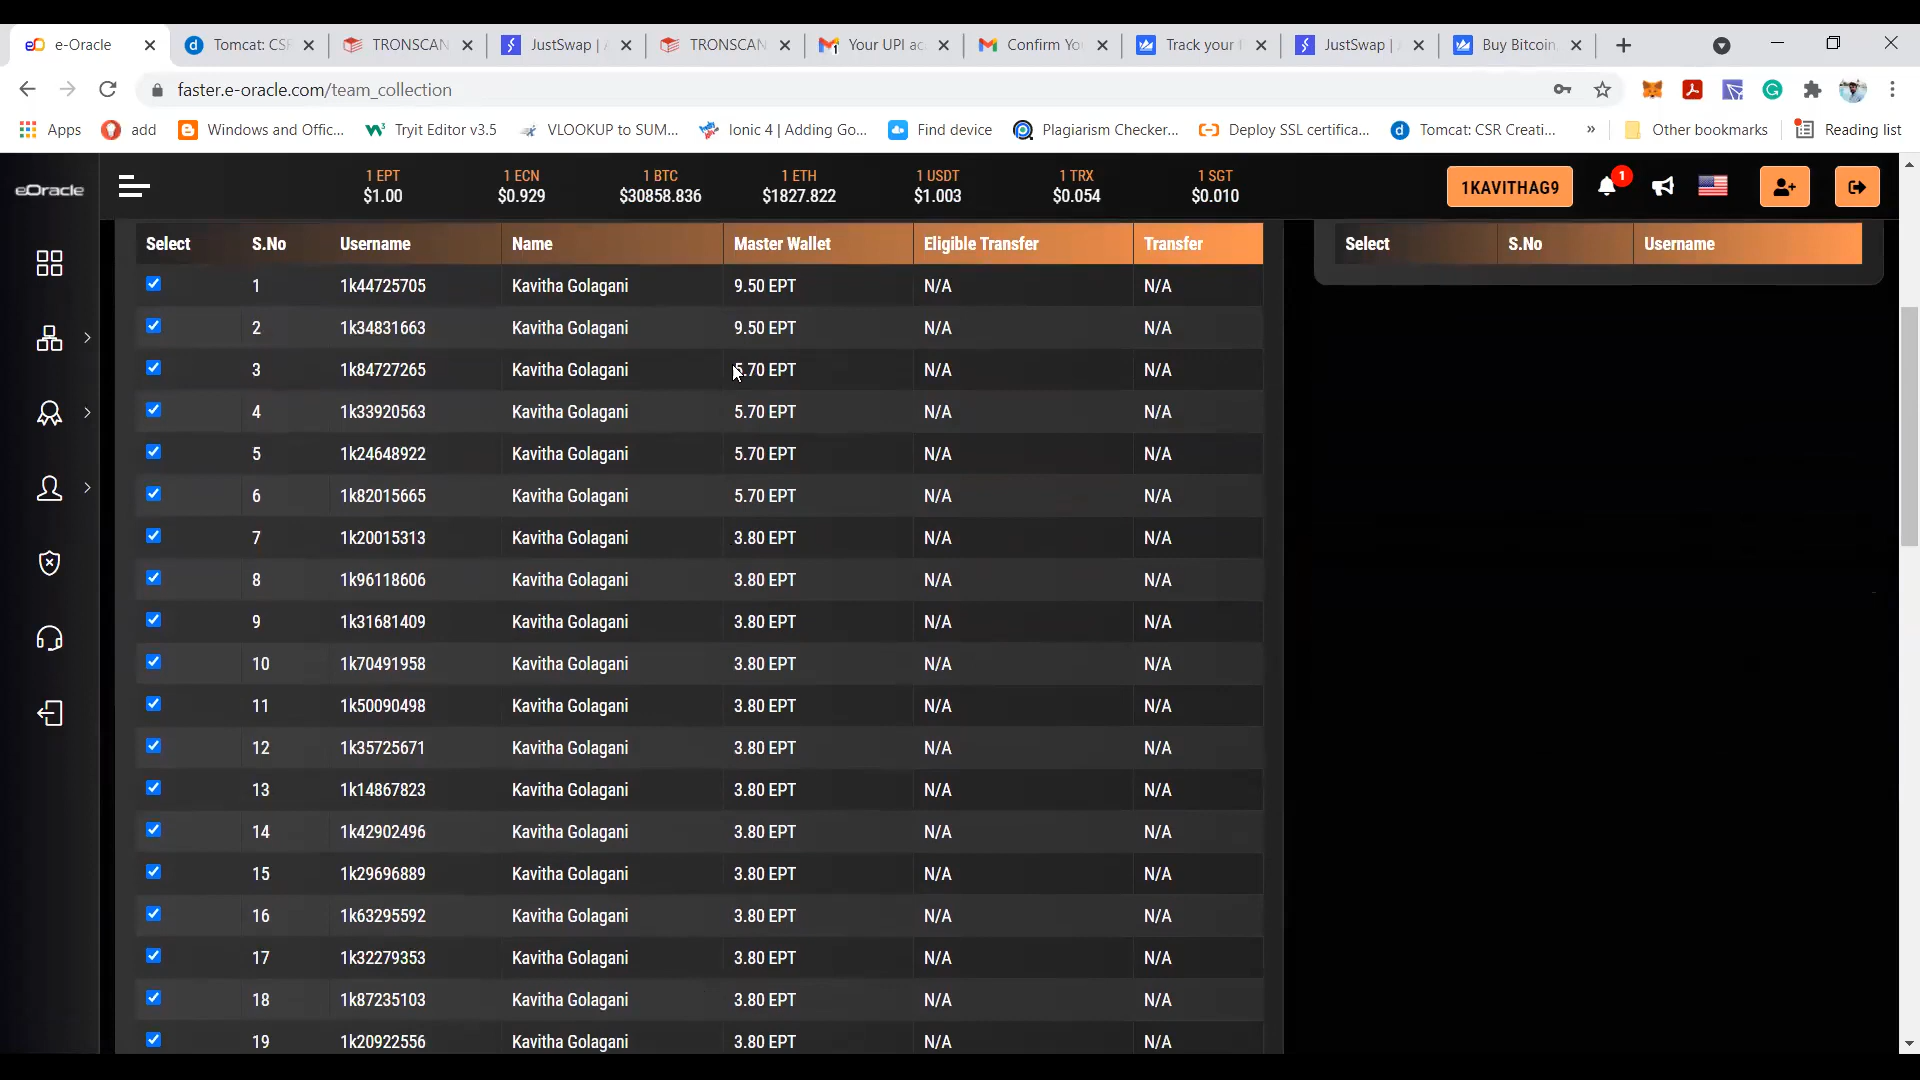 e-Oracle Tomcat: CSR TRONSCAN JustSwap | TRONSCAN Your UPI ac Confirm Yo Track your JustSwap | Buy Bitcoin
faster.e-oracle.com/team_collection
Apps add Windows and Offic... Tryit Editor v3.5 VLOOKUP to SUM... Ionic 4 | Adding Go... Find device Plagiarism Checker... Deploy SSL certifica... Tomcat: CSR Creati... » Other bookmarks Reading list
eOracle
1 EPT 1 ECN 1 BTC 1 ETH 1 USDT 1 TRX 1 SGT
$1.00 $0.929 $30858.836 $1827.822 $1.003 $0.054 $0.010
1KAVITHAG9 1
Select S.No Username Name Master Wallet Eligible Transfer Transfer
1 1k44725705 Kavitha Golagani 9.50 EPT N/A N/A
2 1k34831663 Kavitha Golagani 9.50 EPT N/A N/A
3 1k84727265 Kavitha Golagani 5.70 EPT N/A N/A
4 1k33920563 Kavitha Golagani 5.70 EPT N/A N/A
5 1k24648922 Kavitha Golagani 5.70 EPT N/A N/A
6 1k82015665 Kavitha Golagani 5.70 EPT N/A N/A
7 1k20015313 Kavitha Golagani 3.80 EPT N/A N/A
8 1k96118606 Kavitha Golagani 3.80 EPT N/A N/A
9 1k31681409 Kavitha Golagani 3.80 EPT N/A N/A
10 1k70491958 Kavitha Golagani 3.80 EPT N/A N/A
11 1k50090498 Kavitha Golagani 3.80 EPT N/A N/A
12 1k35725671 Kavitha Golagani 3.80 EPT N/A N/A
13 1k14867823 Kavitha Golagani 3.80 EPT N/A N/A
14 1k42902496 Kavitha Golagani 3.80 EPT N/A N/A
15 1k29696889 Kavitha Golagani 3.80 EPT N/A N/A
16 1k63295592 Kavitha Golagani 3.80 EPT N/A N/A
17 1k32279353 Kavitha Golagani 3.80 EPT N/A N/A
18 1k87235103 Kavitha Golagani 3.80 EPT N/A N/A
19 1k20922556 Kavitha Golagani 3.80 EPT N/A N/A
Select S.No Username